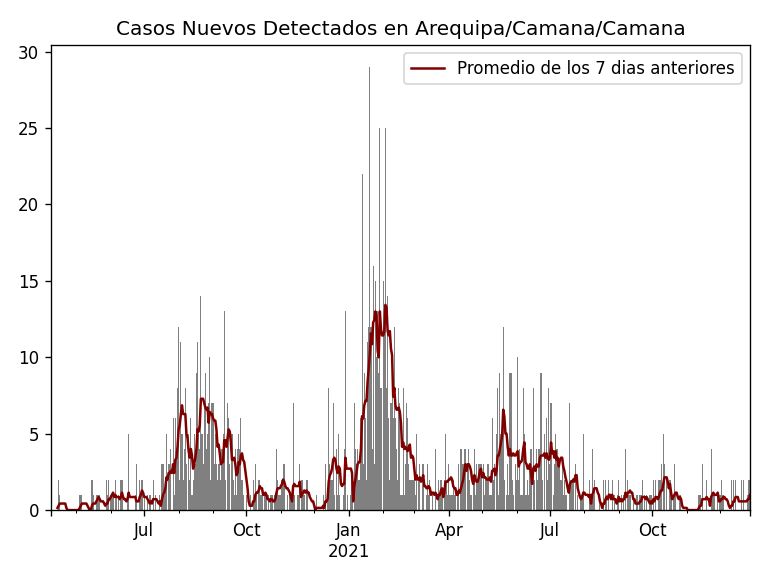 Casos Nuevos Detectados en Arequipa/Camana/Camana
Promedio de los 7 dias anteriores
30
25
20
15
10
5
0
Jul Oct Jan Apr Jul Oct
2021